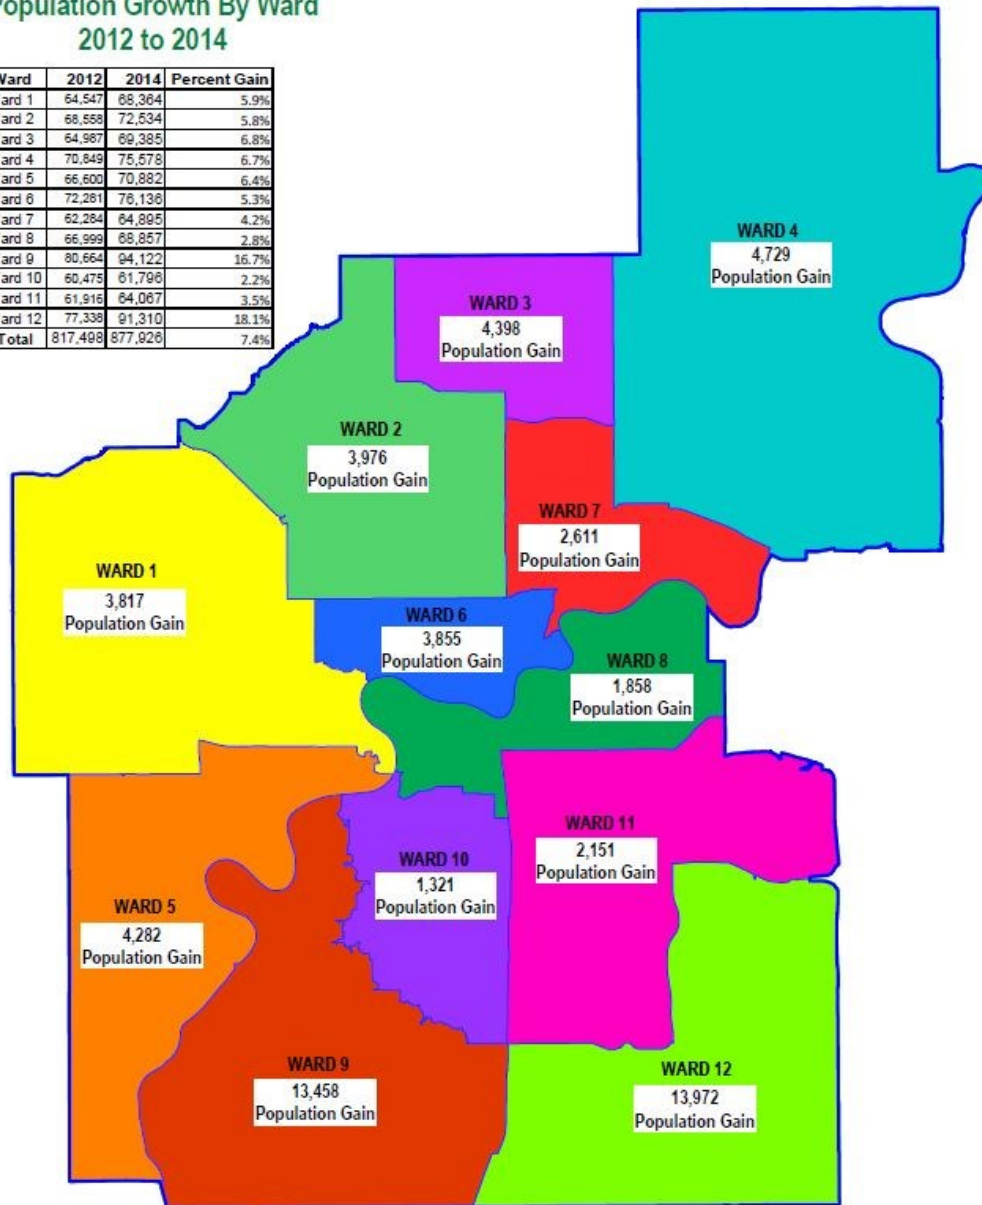 Population Growth By Ward
2012 to 2014
Ward 2012 2014 Percent Gain
ard 1 64,547 68,364 5.9%
ard 2 68,558 72,534 5.8%
ard 3 64,987 69,385 6.8%
ard 4 70,849 75,578 6.7%
ard 5 66,600 70,882 6.4%
ard 6 72,281 76,136 5.3%
ard 7 62,284 64,895 4.2%
ard 8 66,999 68,857 2.8%
ard 9 80,664 94,122 16.7%
ard 10 60,475 61,796 2.2%
ard 11 61,916 64,067 3.5%
ard 12 77,338 91,310 18.1%
Total 817,498 877,926 7.4%
WARD 4
4,729
Population Gain
WARD 3
4,398
Population Gain
WARD 2
3,976
Population Gain
WARD 7
2,611
Population Gain
WARD 1
3,817
Population Gain
WARD 6
3,855
Population Gain
WARD 8
1,858
Population Gain
WARD 11
2,151
Population Gain
WARD 10
1,321
Population Gain
WARD 5
4,282
Population Gain
WARD 9
13,458
Population Gain
WARD 12
13,972
Population Gain